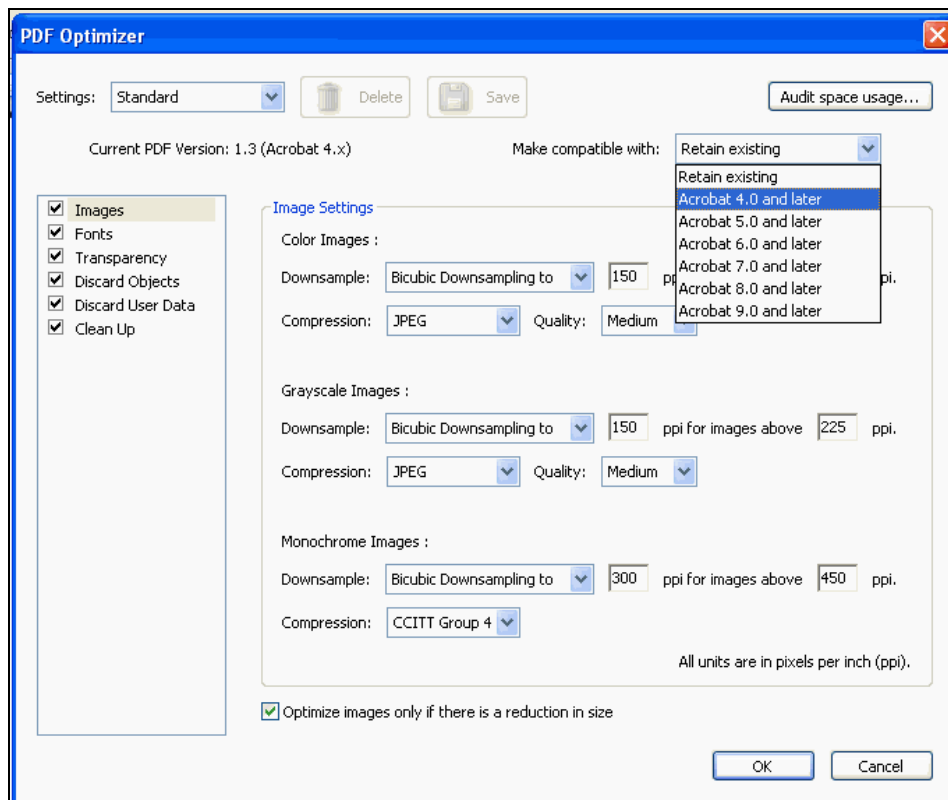 PDF Optimizer
Settings: Standard Delete Save Audit space usage...
Current PDF Version: 1.3 (Acrobat 4.x) Make compatible with: Retain existing
Retain existing
Acrobat 4.0 and later
Acrobat 5.0 and later
Acrobat 6.0 and later
Acrobat 7.0 and later
Acrobat 8.0 and later
Acrobat 9.0 and later
Images
Fonts
Transparency
Discard Objects
Discard User Data
Clean Up
Image Settings
Color Images :
Downsample: Bicubic Downsampling to 150 pi.
Compression: JPEG Quality: Medium
Grayscale Images :
Downsample: Bicubic Downsampling to 150 ppi for images above 225 ppi.
Compression: JPEG Quality: Medium
Monochrome Images :
Downsample: Bicubic Downsampling to 300 ppi for images above 450 ppi.
Compression: CCITT Group 4
All units are in pixels per inch (ppi).
Optimize images only if there is a reduction in size
OK Cancel